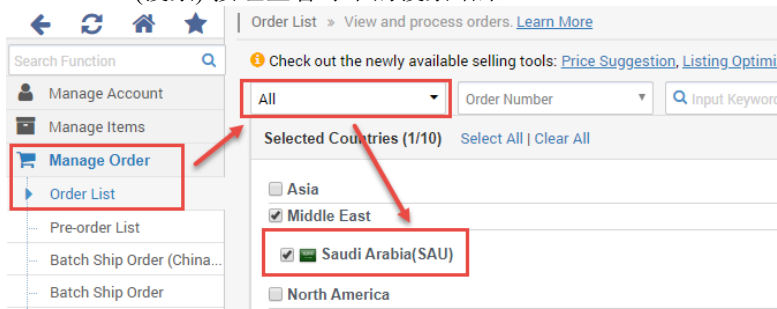 Order List » View and process orders. Learn More
Search Function
Check out the newly available selling tools: Price Suggestion, Listing Optimi
Manage Account
All
Order Number
Input Keyword
Manage Items
Selected Countries (1/10) Select All | Clear All
Manage Order
Order List
Asia
Middle East
Pre-order List
Saudi Arabia(SAU)
Batch Ship Order (China...
Batch Ship Order
North America